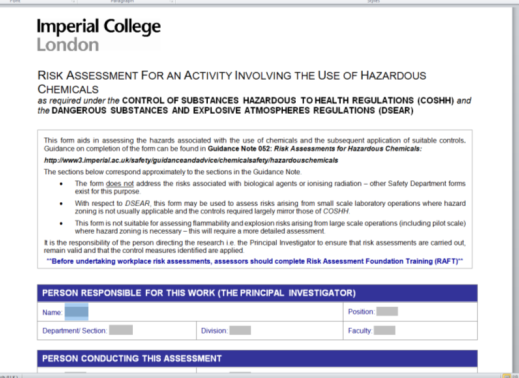 Imperial College
London
RISK ASSESSMENT FOR AN ACTIVITY INVOLVING THE USE OF HAZARDOUS
CHEMICALS
as required under the CONTROL OF SUBSTANCES HAZARDOUS TO HEALTH REGULATIONS (COSHH) and
the DANGEROUS SUBSTANCES AND EXPLOSIVE ATMOSPHERES REGULATIONS (DSEAR)
This form aids in assessing the hazards associated with the use of chemicals and the subsequent application of suitable controls.
Guidance on completion of the form can be found in Guidance Note 052: Risk Assessments for Hazardous Chemicals:
http://www3.imperial.ac.uk/safety/guidanceandadvice/chemicalsafety/hazardouschemicals
The sections below correspond approximately to the sections in the Guidance Note.
• The form does not address the risks associated with biological agents or ionising radiation – other Safety Department forms
exist for this purpose.
• With respect to DSEAR, this form may be used to assess risks arising from small scale laboratory operations where hazard
zoning is not usually applicable and the controls required largely mirror those of COSHH.
• This form is not suitable for assessing flammability and explosion risks arising from large scale operations (including pilot scale)
where hazard zoning is necessary – this will require a more detailed assessment.
It is the responsibility of the person directing the research i.e. the Principal Investigator to ensure that risk assessments are carried out,
remain valid and that the control measures identified are applied.
**Before undertaking workplace risk assessments, assessors should complete Risk Assessment Foundation Training (RAFT)**
PERSON RESPONSIBLE FOR THIS WORK (THE PRINCIPAL INVESTIGATOR)
Name: Position:
Department/ Section: Division: Faculty:
PERSON CONDUCTING THIS ASSESSMENT